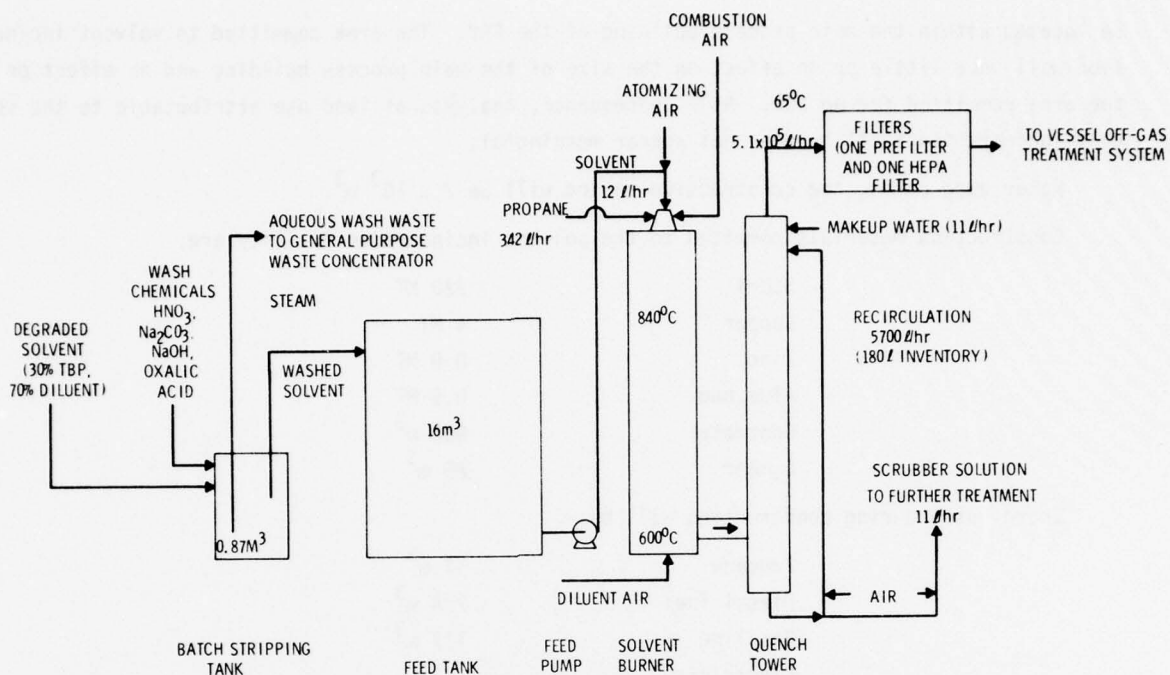 COMBUSTION
AIR
ATOMIZING
AIR
SOLVENT
12 ℓ/hr
PROPANE
342 ℓ/hr
65⁰C
5.1x10⁵ℓ/hr
FILTERS
(ONE PREFILTER
AND ONE HEPA
FILTER
TO VESSEL OFF-GAS
TREATMENT SYSTEM
MAKEUP WATER (11 ℓ/hr)
AQUEOUS WASH WASTE
TO GENERAL PURPOSE
WASTE CONCENTRATOR
WASH
CHEMICALS
HNO₃,
Na₂CO₃,
NaOH,
OXALIC
ACID
STEAM
DEGRADED
SOLVENT
(30% TBP,
70% DILUENT)
WASHED
SOLVENT
840⁰C
RECIRCULATION
5700 ℓ/hr
(180 ℓ INVENTORY)
16m³
SCRUBBER SOLUTION
TO FURTHER TREATMENT
11 ℓ/hr
0.87M³
600⁰C
DILUENT AIR
AIR
BATCH STRIPPING
TANK
FEED TANK
FEED
PUMP
SOLVENT
BURNER
QUENCH
TOWER